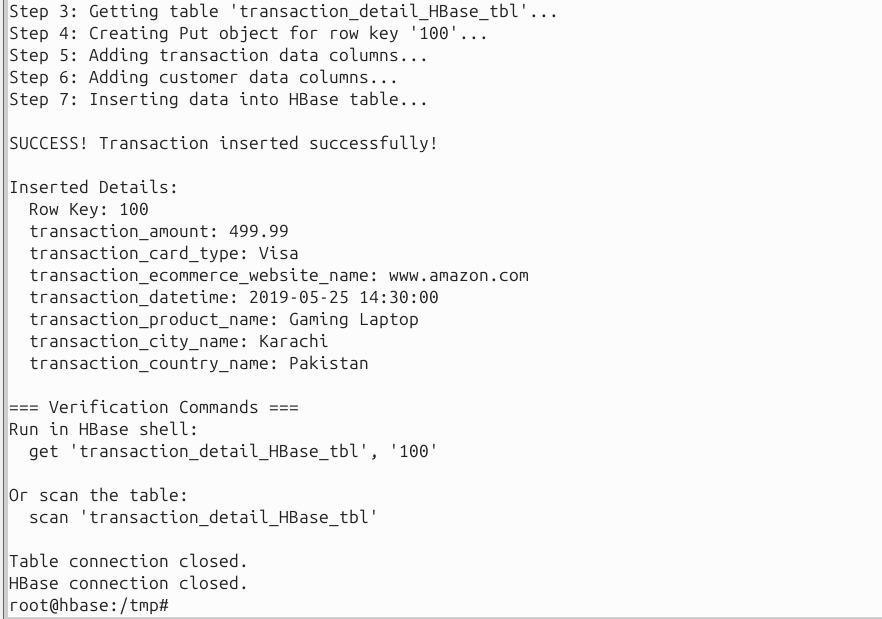 Step 3: Getting table 'transaction_detail_HBase_tbl'...
Step 4: Creating Put object for row key '100'...
Step 5: Adding transaction data columns...
Step 6: Adding customer data columns...
Step 7: Inserting data into HBase table...

SUCCESS! Transaction inserted successfully!

Inserted Details:
  Row Key: 100
  transaction_amount: 499.99
  transaction_card_type: Visa
  transaction_ecommerce_website_name: www.amazon.com
  transaction_datetime: 2019-05-25 14:30:00
  transaction_product_name: Gaming Laptop
  transaction_city_name: Karachi
  transaction_country_name: Pakistan

=== Verification Commands ===
Run in HBase shell:
  get 'transaction_detail_HBase_tbl', '100'

Or scan the table:
  scan 'transaction_detail_HBase_tbl'

Table connection closed.
HBase connection closed.
root@hbase:/tmp#